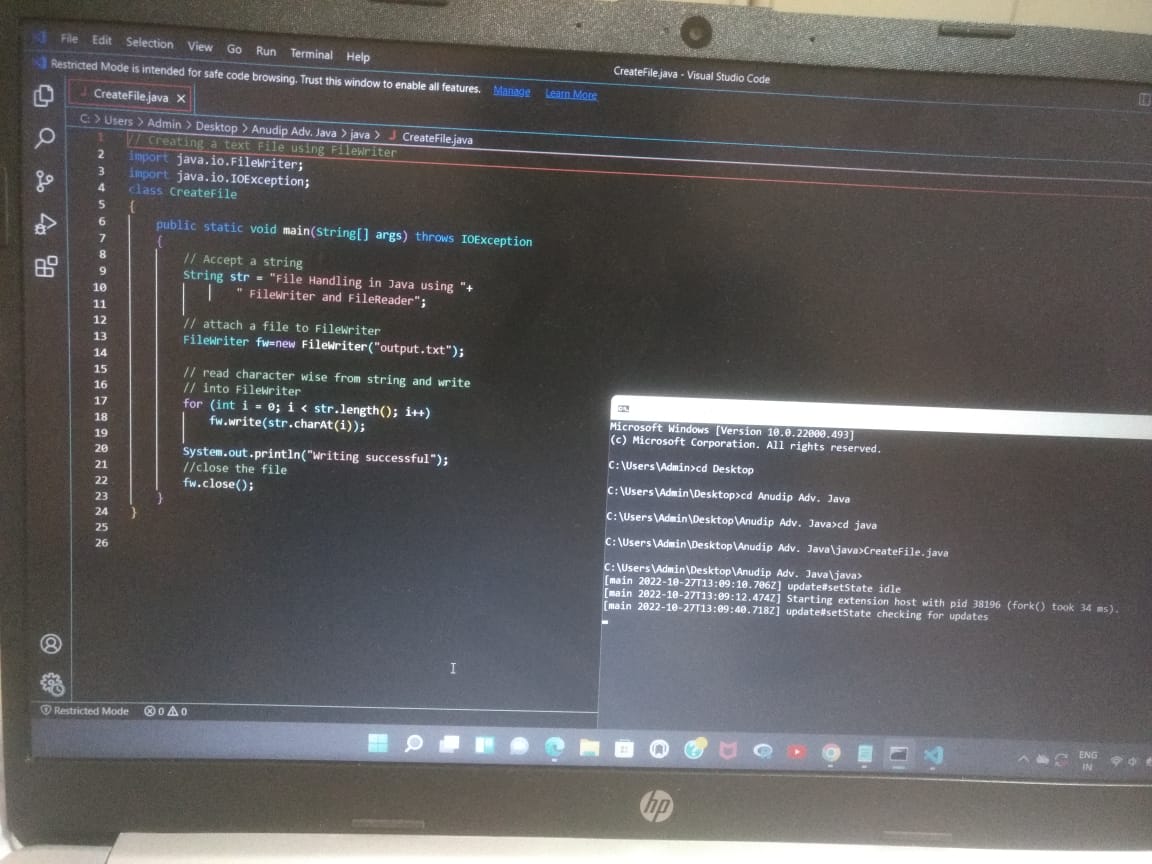 File Edit Selection View Go Run Terminal Help
CreateFile.java - Visual Studio Code
Restricted Mode is intended for safe code browsing. Trust this window to enable all features. Manage Learn More
J CreateFile.java ×
C: > Users > Admin > Desktop > Anudip Adv. Java > java > J CreateFile.java
1 // Creating a text File using FileWriter
2 import java.io.FileWriter;
3 import java.io.IOException;
4 class CreateFile
5 {
6 public static void main(String[] args) throws IOException
7 {
8 // Accept a string
9 String str = "File Handling in Java using "+
10 " FileWriter and FileReader";
11
12 // attach a file to FileWriter
13 FileWriter fw=new FileWriter("output.txt");
14
15 // read character wise from string and write
16 // into FileWriter
17 for (int i = 0; i < str.length(); i++)
18 fw.write(str.charAt(i));
19
20 System.out.println("Writing successful");
21 //close the file
22 fw.close();
23 }
24 }
25
26
Microsoft Windows [Version 10.0.22000.493]
(c) Microsoft Corporation. All rights reserved.
C:\Users\Admin>cd Desktop
C:\Users\Admin\Desktop>cd Anudip Adv. Java
C:\Users\Admin\Desktop\Anudip Adv. Java>cd java
C:\Users\Admin\Desktop\Anudip Adv. Java\java>CreateFile.java
C:\Users\Admin\Desktop\Anudip Adv. Java\java>
[main 2022-10-27T13:09:10.706Z] update#setState idle
[main 2022-10-27T13:09:12.474Z] Starting extension host with pid 38196 (fork() took 34 ms).
[main 2022-10-27T13:09:40.718Z] update#setState checking for updates
Restricted Mode 0 0
ENG
IN
hp